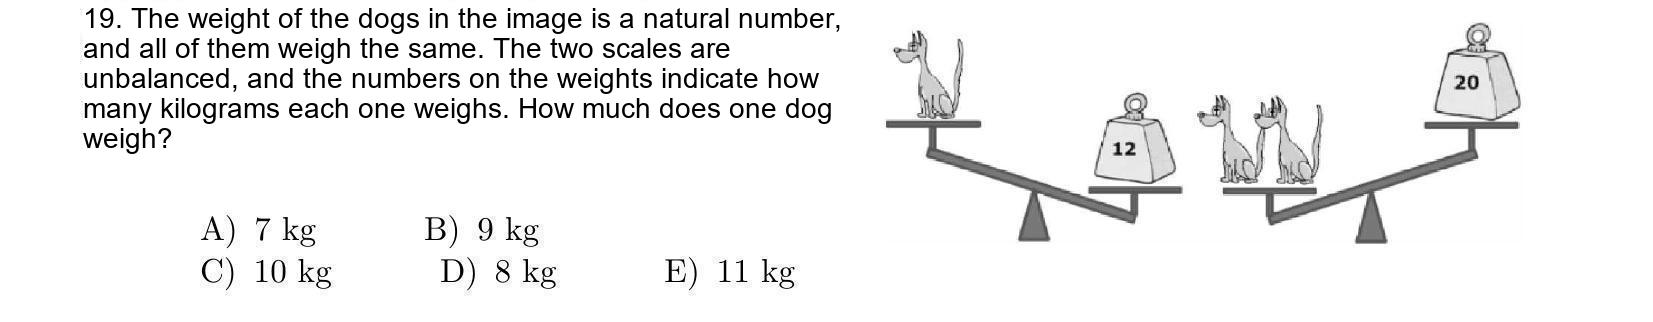 19. The weight of the dogs in the image is a natural number,
and all of them weigh the same. The two scales are
unbalanced, and the numbers on the weights indicate how
many kilograms each one weighs. How much does one dog
weigh?
12
20
A) 7 kg B) 9 kg
C) 10 kg D) 8 kg E) 11 kg